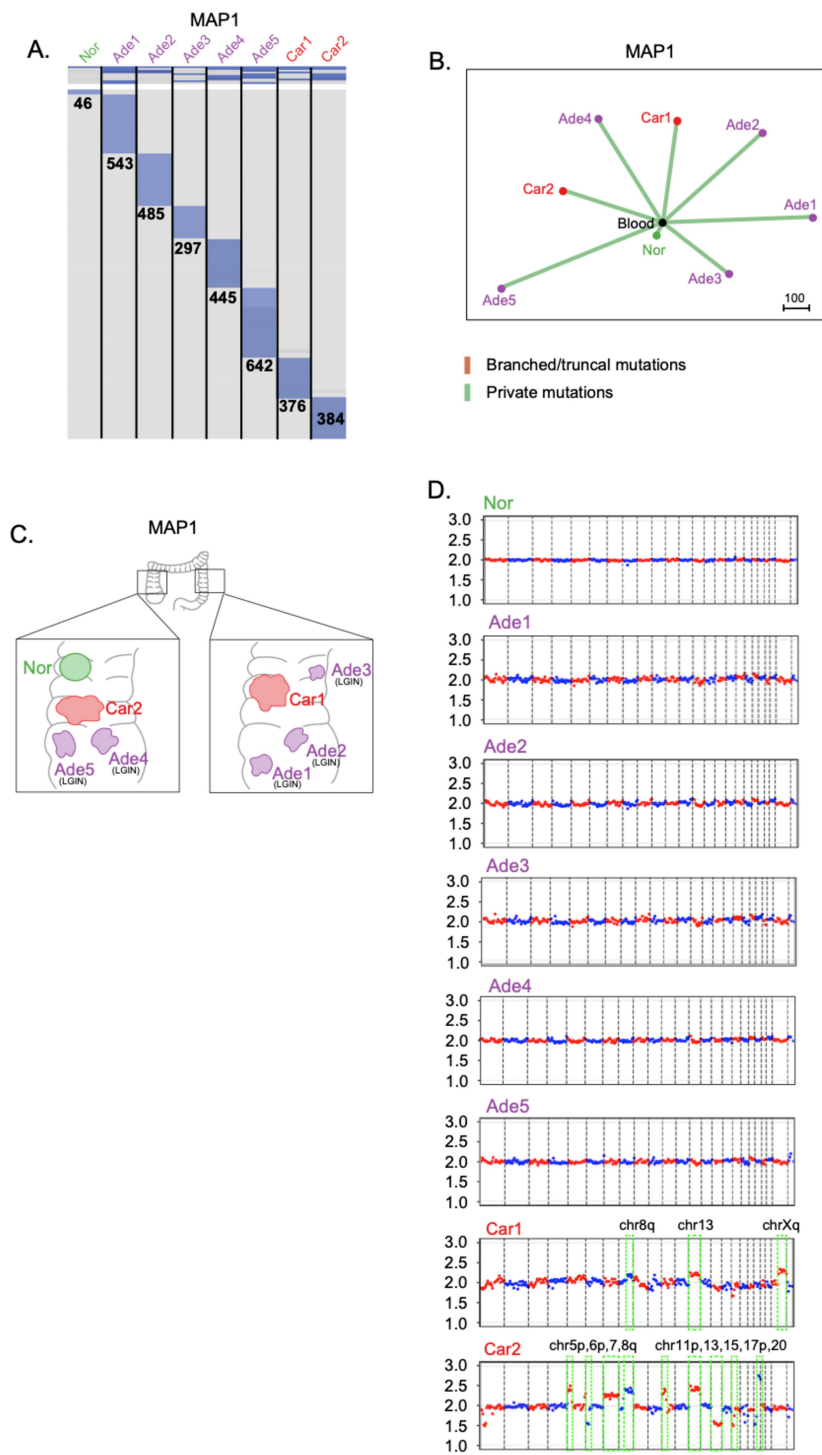 A.
MAP1
Nor
Ade1
Ade2
Ade3
Ade4
Ade5
Car1
Car2
46
543
485
297
445
642
376
384
B.
MAP1
Ade4
Car1
Ade2
Car2
Ade1
Blood
Nor
Ade3
Ade5
100
Branched/truncal mutations
Private mutations
C.
MAP1
Nor
Car2
Ade5
(LGIN)
Ade4
(LGIN)
Ade3
(LGIN)
Car1
Ade2
(LGIN)
Ade1
(LGIN)
D.
Nor
3.0
2.5
2.0
1.5
1.0
Ade1
3.0
2.5
2.0
1.5
1.0
Ade2
3.0
2.5
2.0
1.5
1.0
Ade3
3.0
2.5
2.0
1.5
1.0
Ade4
3.0
2.5
2.0
1.5
1.0
Ade5
3.0
2.5
2.0
1.5
1.0
Car1
chr8q
chr13
chrXq
3.0
2.5
2.0
1.5
1.0
Car2
chr5p,6p,7,8q
chr11p,13,15,17p,20
3.0
2.5
2.0
1.5
1.0